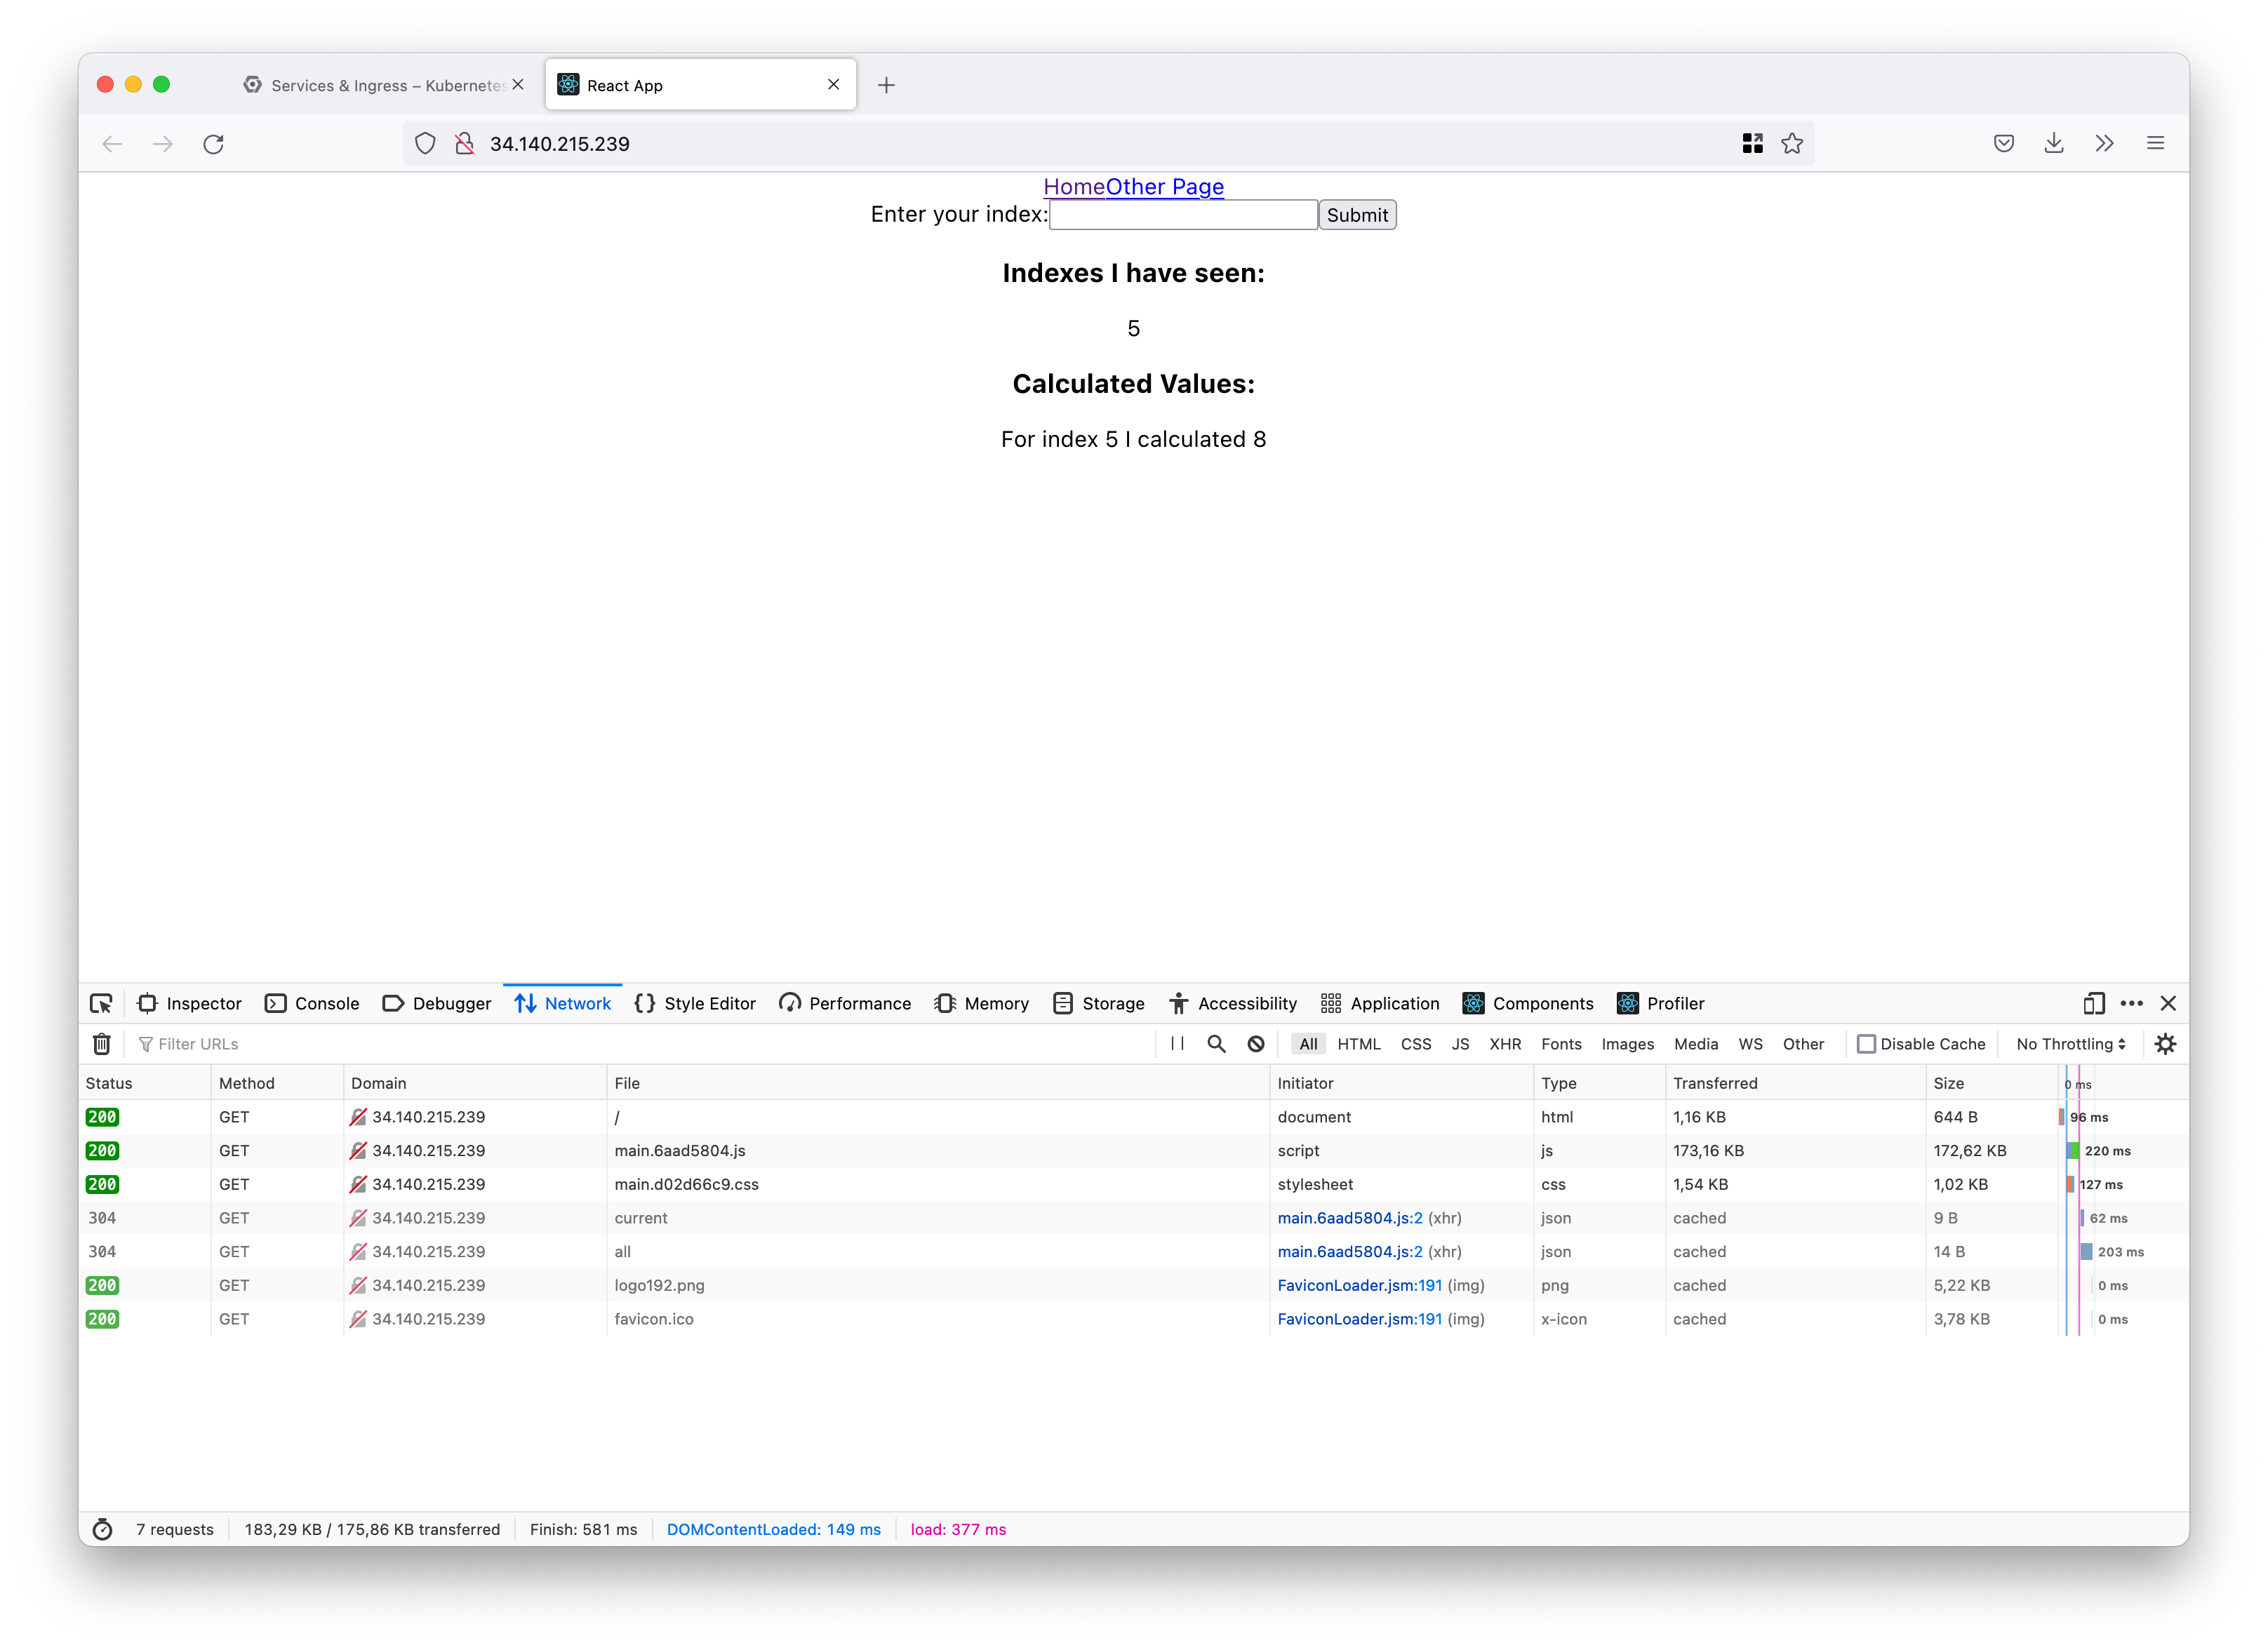 Services & Ingress – Kubernetes
React App
34.140.215.239
HomeOther Page
Enter your index: Submit
Indexes I have seen:
5
Calculated Values:
For index 5 I calculated 8
Inspector Console Debugger Network Style Editor Performance Memory Storage Accessibility Application Components Profiler
Filter URLs All HTML CSS JS XHR Fonts Images Media WS Other Disable Cache No Throttling
Status Method Domain File Initiator Type Transferred Size 0 ms
200 GET 34.140.215.239 / document html 1,16 KB 644 B 96 ms
200 GET 34.140.215.239 main.6aad5804.js script js 173,16 KB 172,62 KB 220 ms
200 GET 34.140.215.239 main.d02d66c9.css stylesheet css 1,54 KB 1,02 KB 127 ms
304 GET 34.140.215.239 current main.6aad5804.js:2 (xhr) json cached 9 B 62 ms
304 GET 34.140.215.239 all main.6aad5804.js:2 (xhr) json cached 14 B 203 ms
200 GET 34.140.215.239 logo192.png FaviconLoader.jsm:191 (img) png cached 5,22 KB 0 ms
200 GET 34.140.215.239 favicon.ico FaviconLoader.jsm:191 (img) x-icon cached 3,78 KB 0 ms
7 requests 183,29 KB / 175,86 KB transferred Finish: 581 ms DOMContentLoaded: 149 ms load: 377 ms